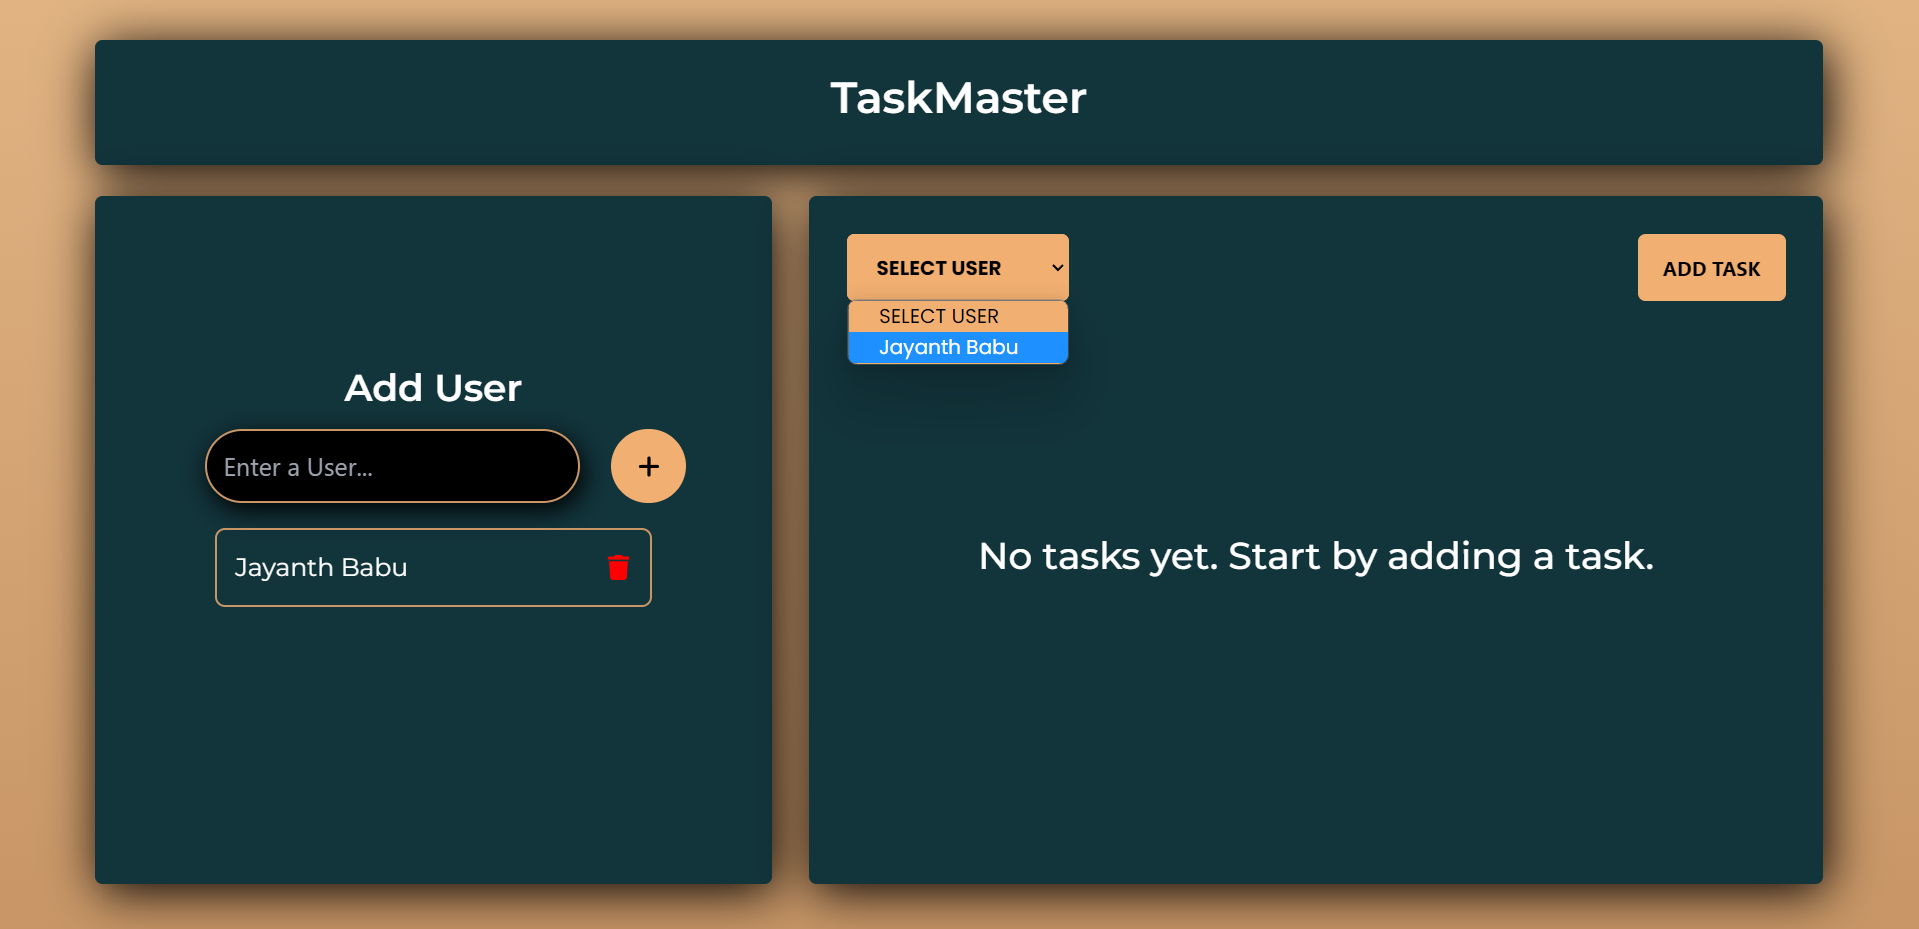 TaskMaster
Add User
Enter a User...
Jayanth Babu
SELECT USER
SELECT USER
Jayanth Babu
ADD TASK
No tasks yet. Start by adding a task.